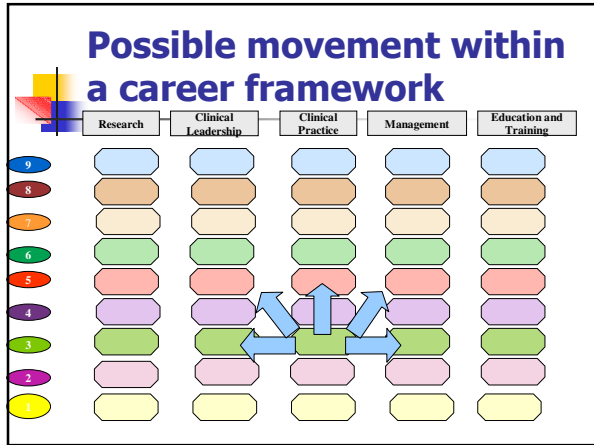 Possible movement within
a career framework
Research
Clinical
Leadership
Clinical
Practice
Management
Education and
Training
9
8
7
6
5
4
3
2
1